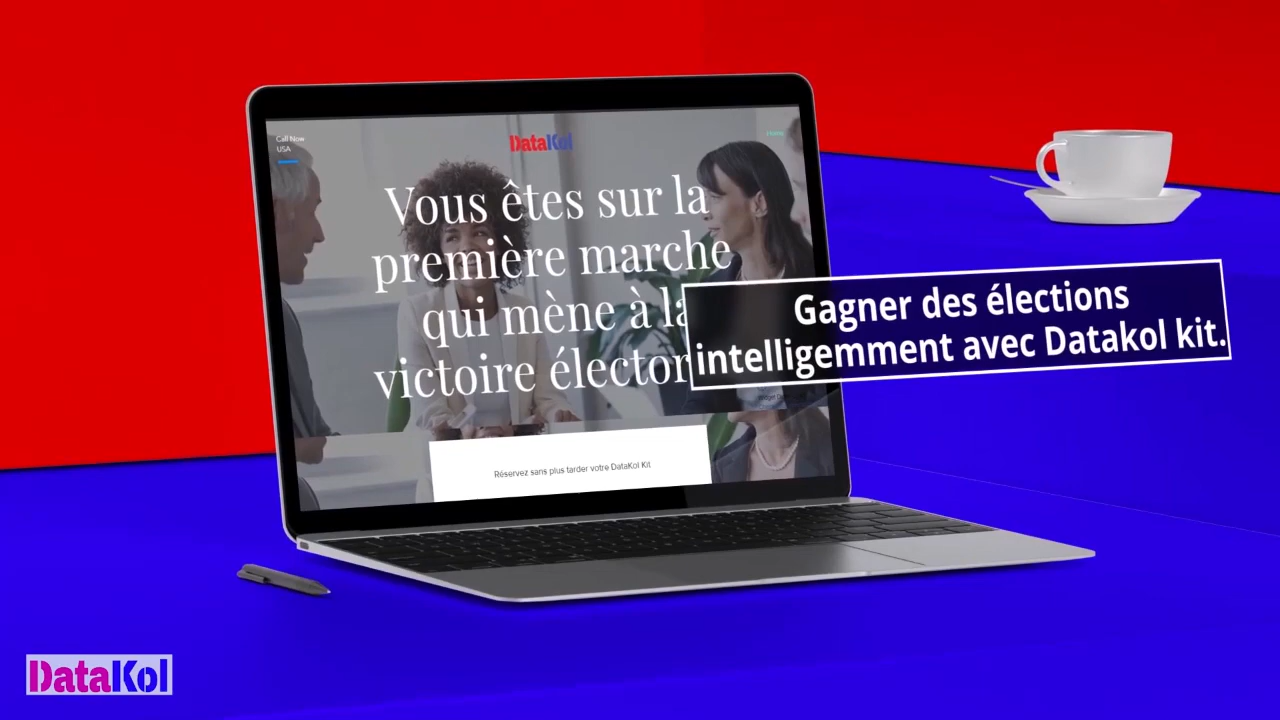 Call Now
USA
DataKol
Home
Vous êtes sur la
première marche
qui mène à la
victoire élector
Gagner des élections
intelligemment avec Datakol kit.
Réservez sans plus tarder votre DataKol Kit
DataKol